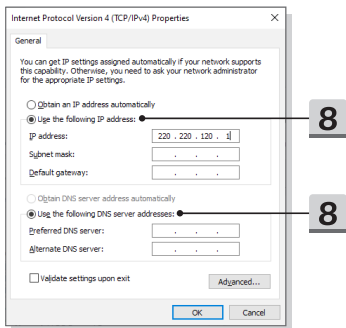 Internet Protocol Version 4 (TCP/IPv4) Properties
General
You can get IP settings assigned automatically if your network supports
this capability. Otherwise, you need to ask your network administrator
for the appropriate IP settings.
Obtain an IP address automatically
Use the following IP address:
8
IP address:
220 . 220 . 120 . 1
Subnet mask:
. . .
Default gateway:
. . .
Obtain DNS server address automatically
Use the following DNS server addresses:
8
Preferred DNS server:
. . .
Alternate DNS server:
. . .
Validate settings upon exit
Advanced...
OK
Cancel